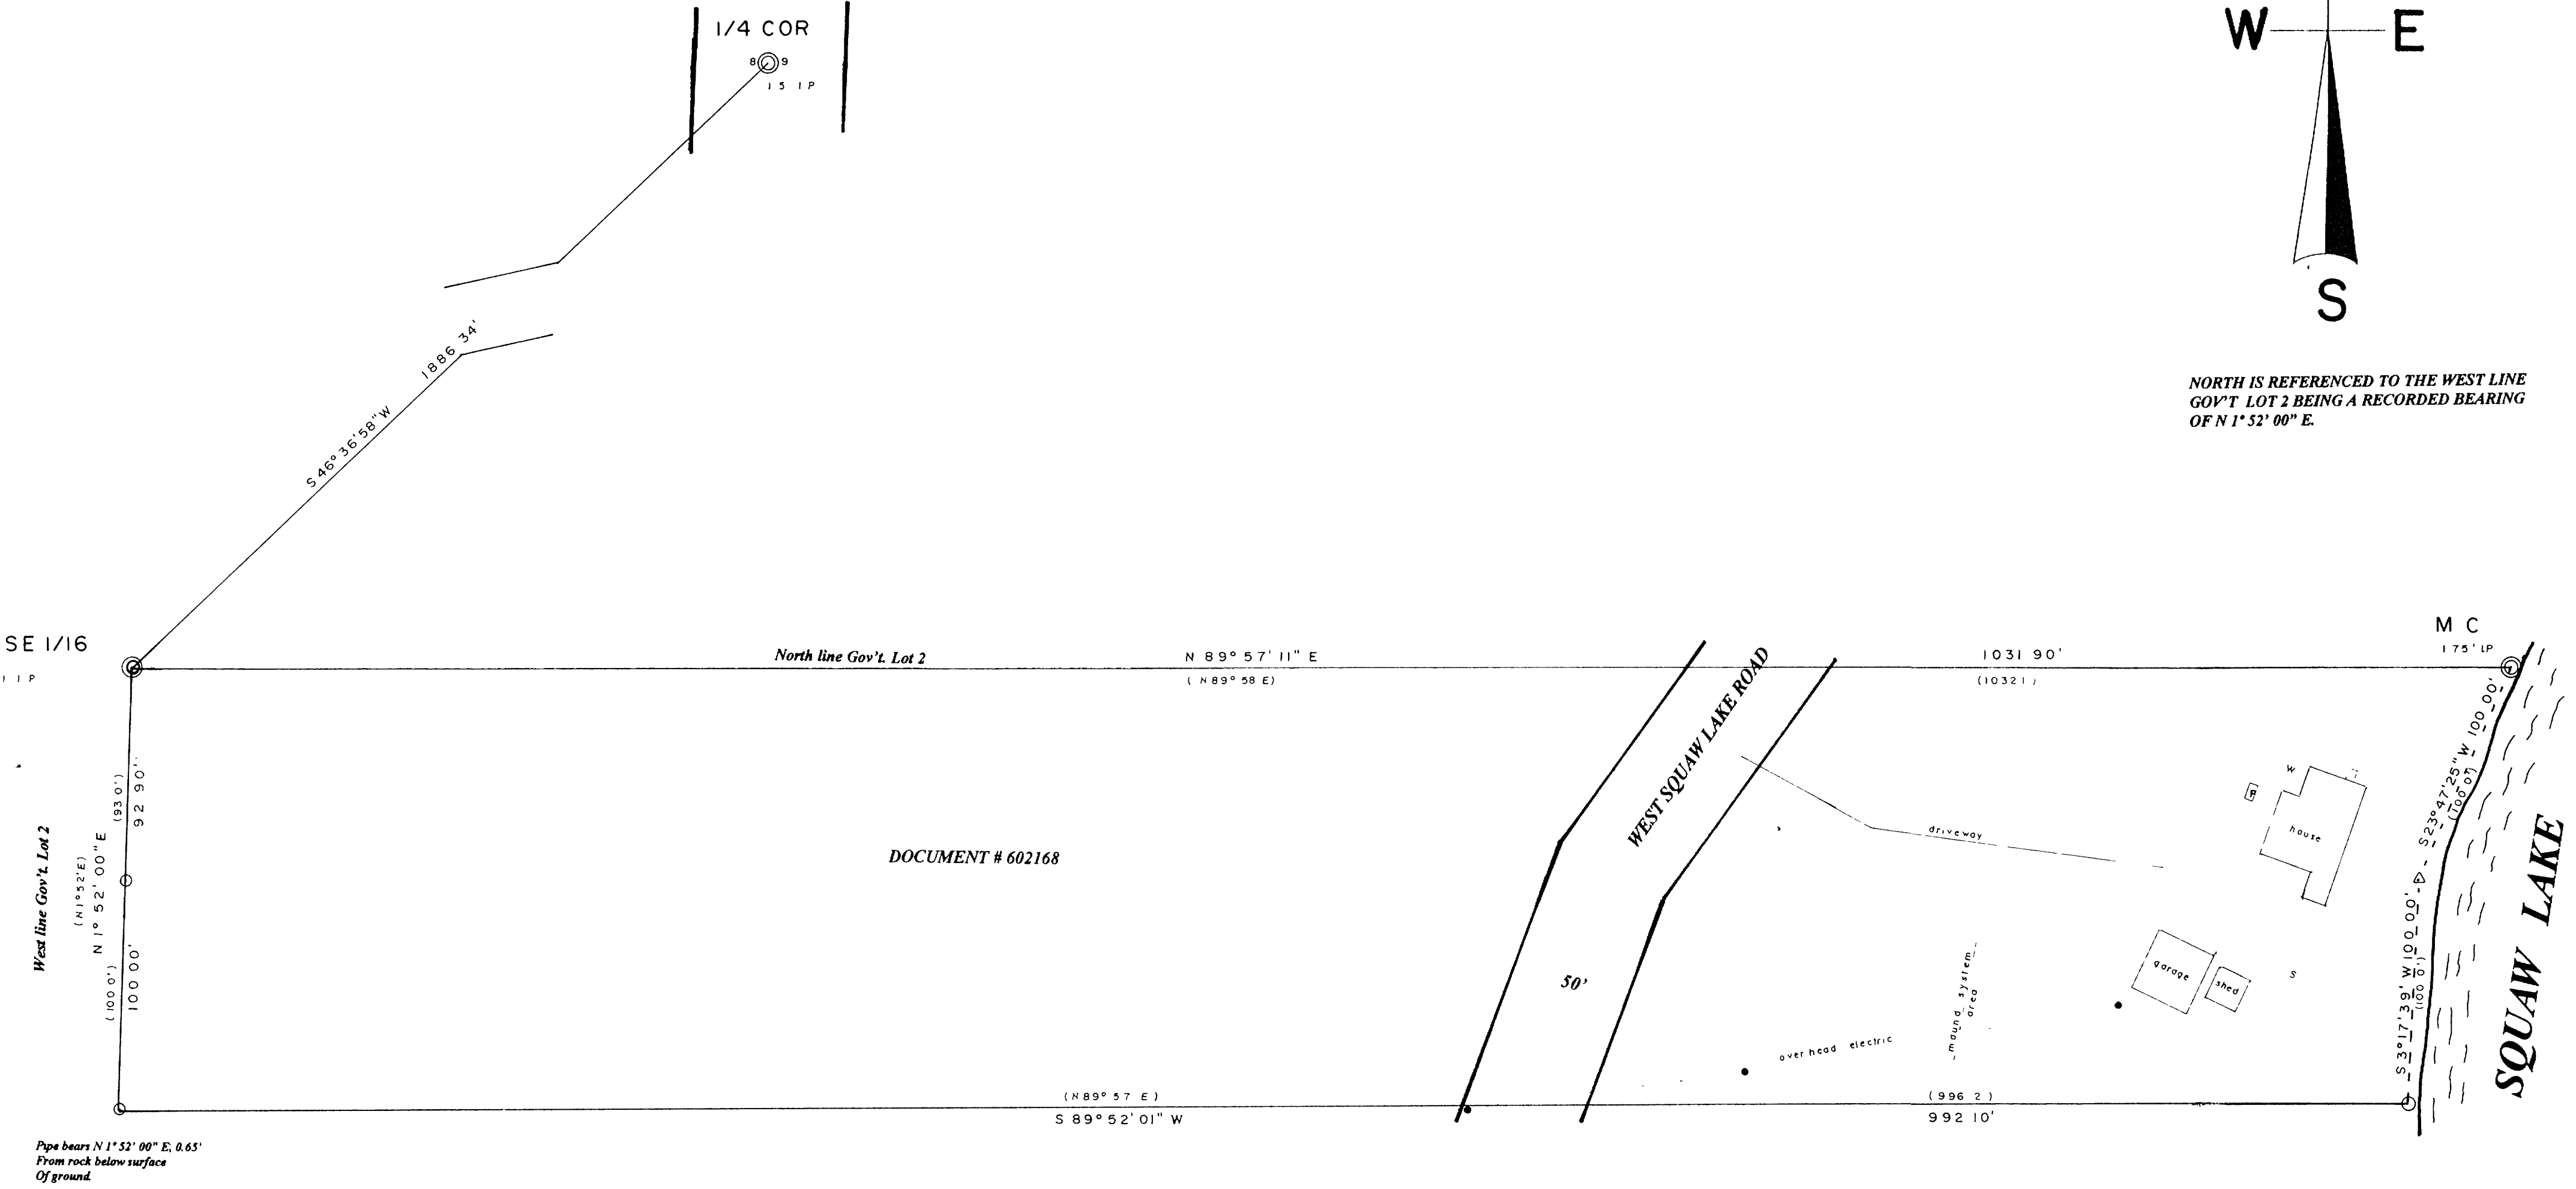 1/4 COR
8 9
1 5 I P
W E
S
NORTH IS REFERENCED TO THE WEST LINE
GOV'T LOT 2 BEING A RECORDED BEARING
OF N 1° 52' 00" E.
1886 34'
S 46° 36' 58" W
SE 1/16
1 I P
North line Gov't. Lot 2
N 89° 57' 11" E
( N 89° 58 E)
1031 90'
(1032 1)
M C
1 75' I.P
WEST SQUAW LAKE ROAD
50'
S 23° 47' 25" W 100 00'
(100 0')
S 3° 17' 39" W 100 00'
(100 0')
SQUAW LAKE
W
house
driveway
garage
shed
S
mound system
area
overhead electric
DOCUMENT # 602168
West line Gov't. Lot 2
(93 0')
92 90'
(N 1° 52' E)
N 1° 52' 00" E
(100 0')
100 00'
(N 89° 57 E)
S 89° 52' 01" W
(996 2)
992 10'
Pipe bears N 1° 52' 00" E, 0.65'
From rock below surface
Of ground.